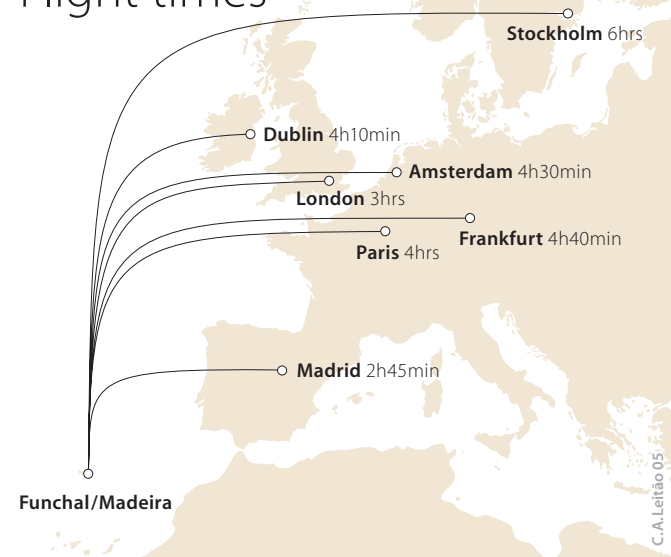 Flight times
Stockholm 6hrs
Dublin 4h10min
Amsterdam 4h30min
London 3hrs
Frankfurt 4h40min
Paris 4hrs
Madrid 2h45min
Funchal/Madeira
C.A.Leitão 05